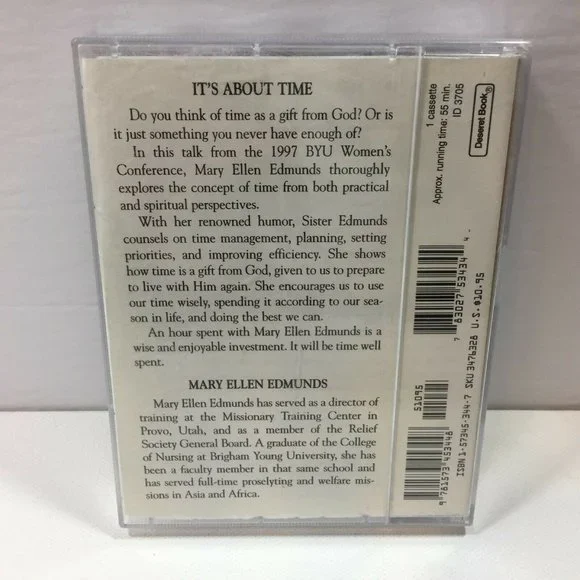 IT'S ABOUT TIME
Do you think of time as a gift from God? Or is
it just something you never have enough of?
In this talk from the 1997 BYU Women's
Conference, Mary Ellen Edmunds thoroughly
explores the concept of time from both practical
and spiritual perspectives.
With her renowned humor, Sister Edmunds
counsels on time management, planning, setting
priorities, and improving efficiency. She shows
how time is a gift from God, given to us to prepare
to live with Him again. She encourages us to use
our time wisely, spending it according to our sea-
son in life, and doing the best we can.
An hour spent with Mary Ellen Edmunds is a
wise and enjoyable investment. It will be time well
spent.
MARY ELLEN EDMUNDS
Mary Ellen Edmunds has served as a director of
training at the Missionary Training Center in
Provo, Utah, and as a member of the Relief
Society General Board. A graduate of the College
of Nursing at Brigham Young University, she has
been a faculty member in that same school and
has served full-time proselyting and welfare mis-
sions in Asia and Africa.
1 cassette
Approx. running time: 55 min.
ID 3705
Deseret Book®
7 83027 53434 4
51095
9 781573 453448
ISBN 1-57345-344-7
SKU 3476328 U.S. $10.95